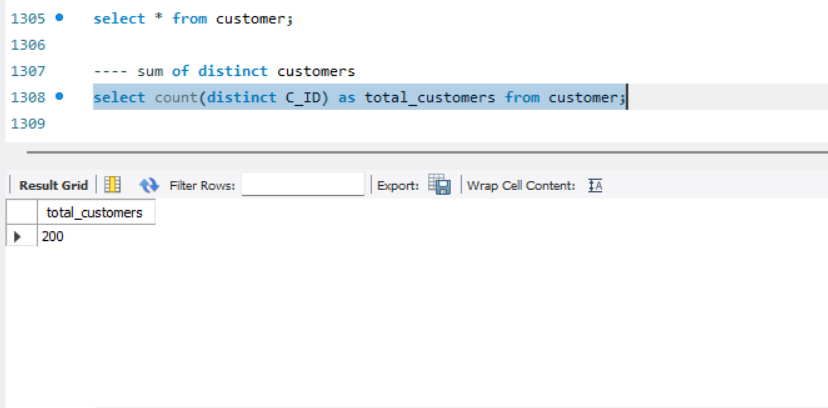 1305 select * from customer;
1306
1307 ---- sum of distinct customers
1308 select count(distinct C_ID) as total_customers from customer;
1309
Result Grid Filter Rows: Export: Wrap Cell Content: IA
total_customers
200